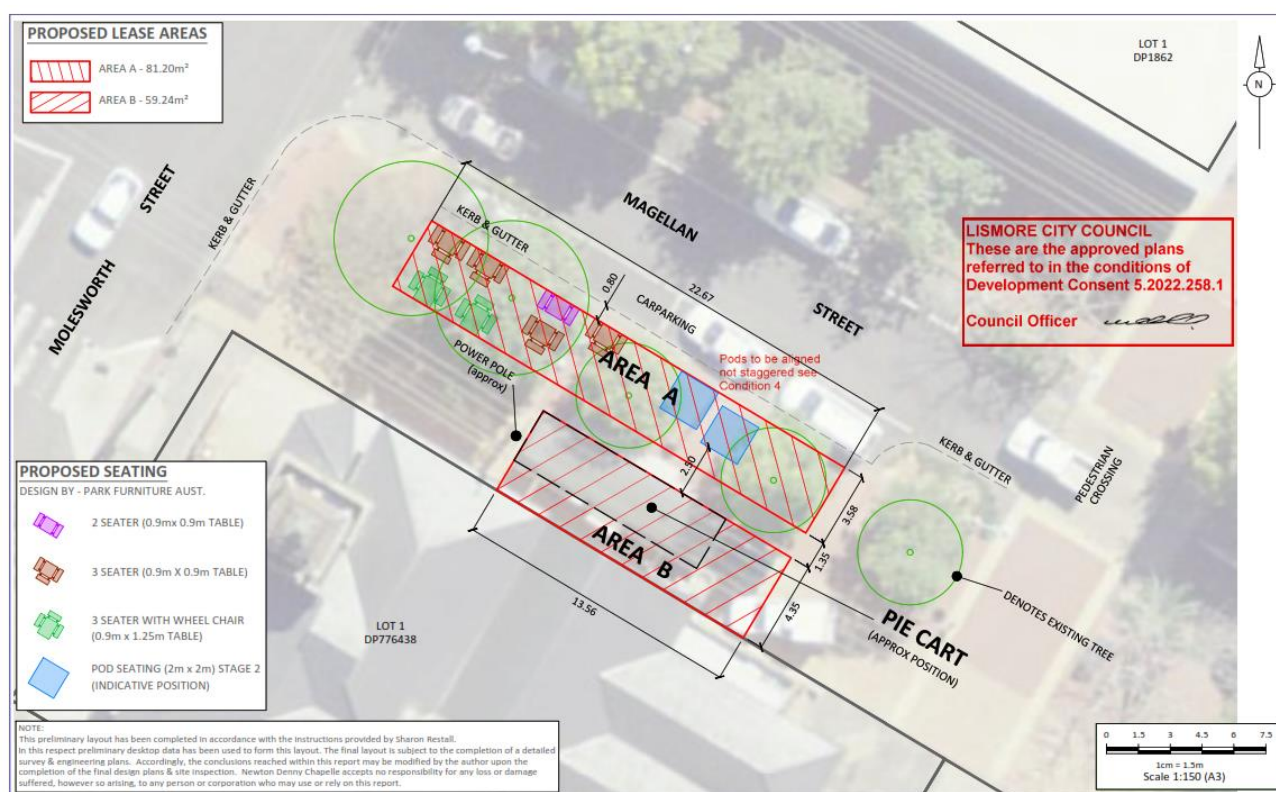 PROPOSED LEASE AREAS
AREA A - 81.20m²
AREA B - 59.24m²
LOT 1
DP1862
N
MOLESWORTH
STREET
KERB & GUTTER
KERB & GUTTER
MAGELLAN
STREET
22.67
0.80
CARPARKING
LISMORE CITY COUNCIL
These are the approved plans
referred to in the conditions of
Development Consent 5.2022.258.1
Council Officer
POWER POLE
(approx)
AREA A
Pods to be aligned
not staggered see
Condition 4
KERB & GUTTER
PEDESTRIAN
CROSSING
2.50
3.58
1.35
4.35
AREA B
13.56
PIE CART
(APPROX POSITION)
DENOTES EXISTING TREE
LOT 1
DP776438
PROPOSED SEATING
DESIGN BY - PARK FURNITURE AUST.
2 SEATER (0.9mx 0.9m TABLE)
3 SEATER (0.9m X 0.9m TABLE)
3 SEATER WITH WHEEL CHAIR
(0.9m x 1.25m TABLE)
POD SEATING (2m x 2m) STAGE 2
(INDICATIVE POSITION)
NOTE:
This preliminary layout has been completed in accordance with the instructions provided by Sharon Restall.
In this respect preliminary desktop data has been used to form this layout. The final layout is subject to the completion of a detailed
survey & engineering plans. Accordingly, the conclusions reached within this report may be modified by the author upon the
completion of the final design plans & site inspection. Newton Denny Chapelle accepts no responsibility for any loss or damage
suffered, however so arising, to any person or corporation who may use or rely on this report.
0 1.5 3 4.5 6 7.5
1cm = 1.5m
Scale 1:150 (A3)